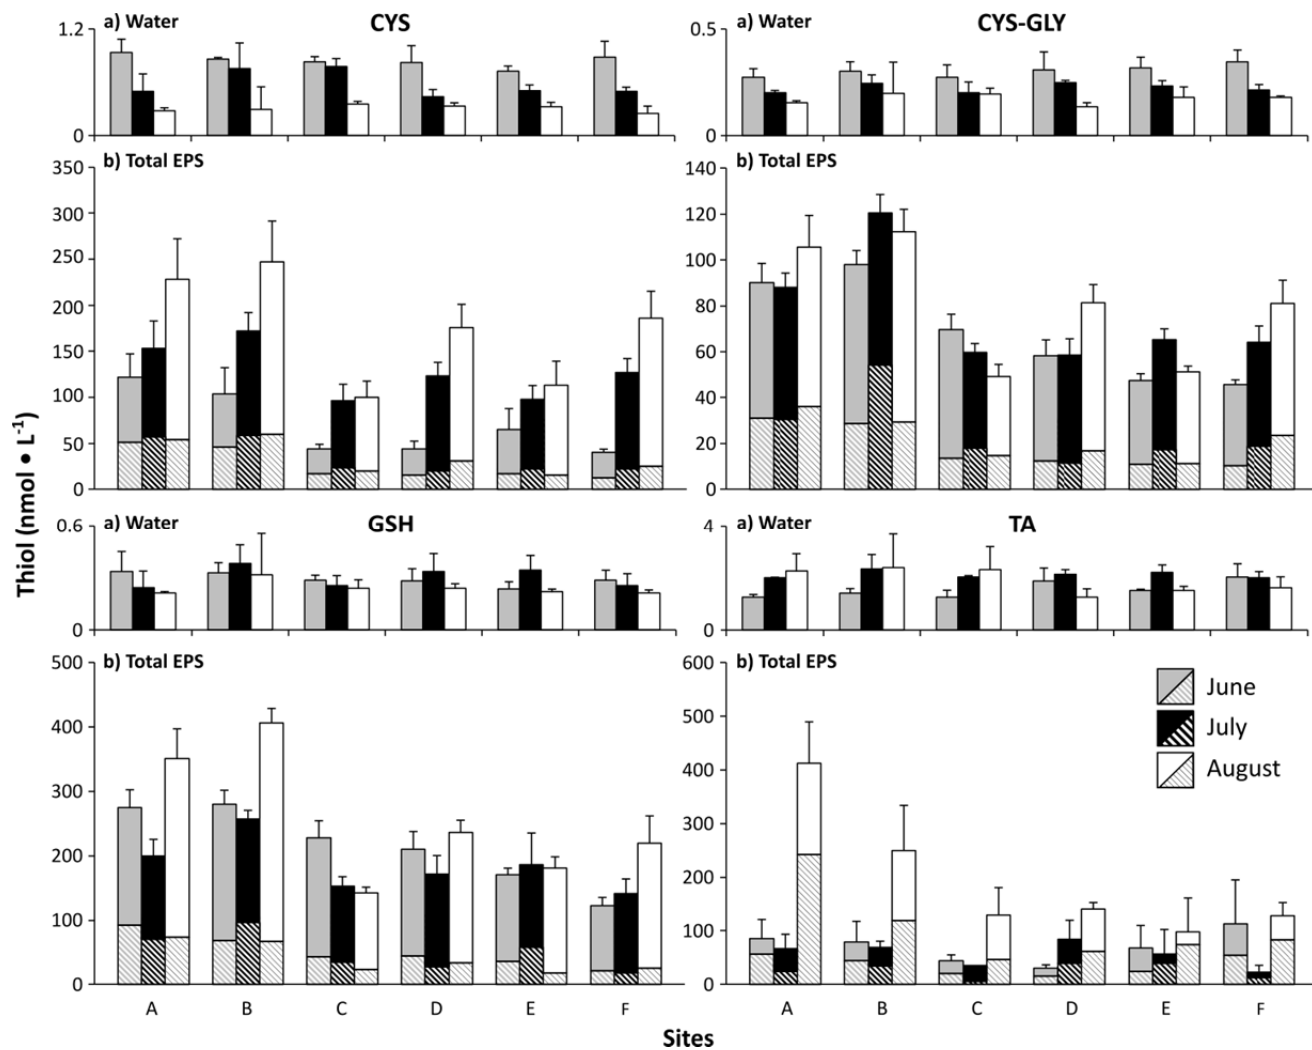 a) Water
CYS
1.2
0
b) Total EPS
350
300
250
200
150
100
50
0
a) Water
CYS-GLY
0.5
0
b) Total EPS
140
120
100
80
60
40
20
0
Thiol (nmol • L-1)
a) Water
GSH
0.6
0
b) Total EPS
500
400
300
200
100
0
A B C D E F
a) Water
TA
4
0
b) Total EPS
600
500
400
300
200
100
0
June
July
August
A B C D E F
Sites